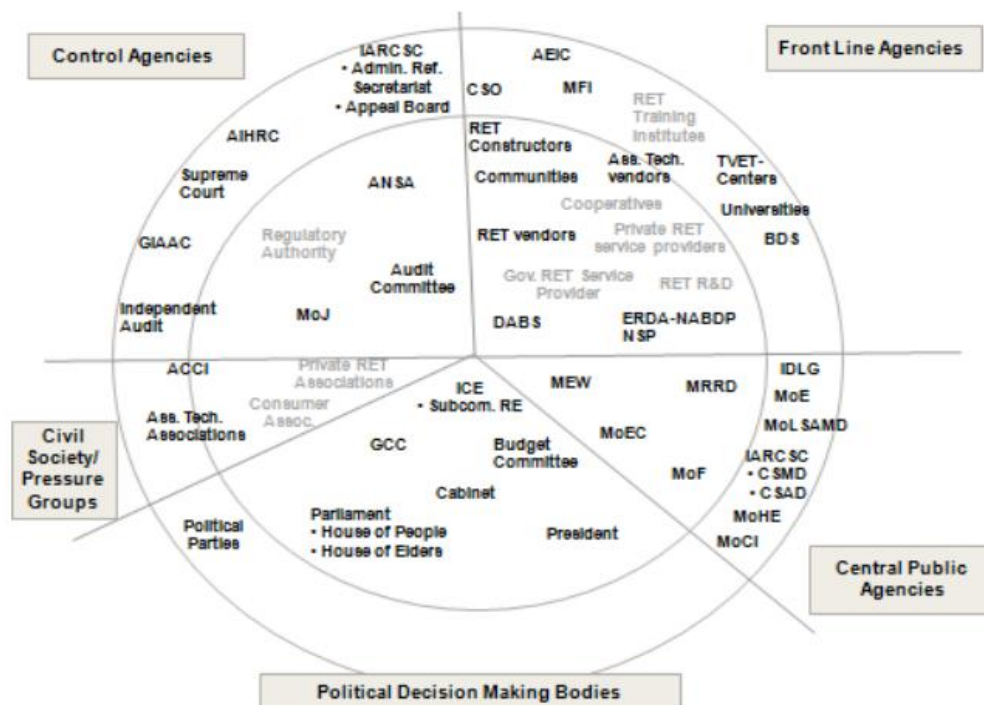 Control Agencies
IARCSC
• Admin. Ref.
Secretariat
• Appeal Board
AIHRC
Supreme
Court
GIAAC
Independent
Audit
ANSA
Regulatory
Authority
Audit
Committee
MoJ
Front Line Agencies
AEIC
CSO
MFI
RET
Training
Institutes
RET
Constructors
Ass. Tech.
vendors
TVET-
Centers
Communities
Cooperatives
Universities
RET vendors
Private RET
service providers
BDS
Gov. RET Service
Provider
RET R&D
DABS
ERDA-NABDP
NSP
Civil
Society/
Pressure
Groups
ACCI
Private RET
Associations
Ass. Tech.
Associations
Consumer
Assoc.
ICE
• Subcom. RE
GCC
Budget
Committee
Cabinet
Parliament
• House of People
• House of Elders
President
Political
Parties
Political Decision Making Bodies
MEW
MRRD
MoEC
MoF
IDLG
MoE
MoLSAMD
IARCSC
• CSMD
• CSAD
MoHE
MoCI
Central Public
Agencies